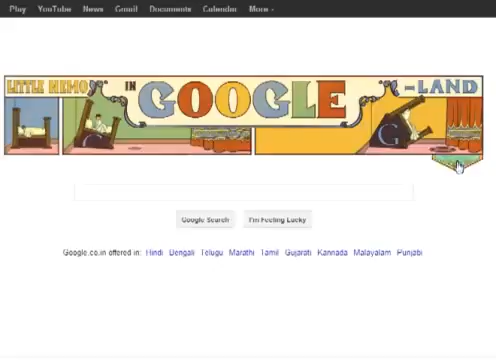 Play YouTube News Gmail Documents Calendar More
LITTLE NEMO IN GOOGLE -LAND
G G
Google Search I'm Feeling Lucky
Google.co.in offered in: Hindi Bengali Telugu Marathi Tamil Gujarati Kannada Malayalam Punjabi